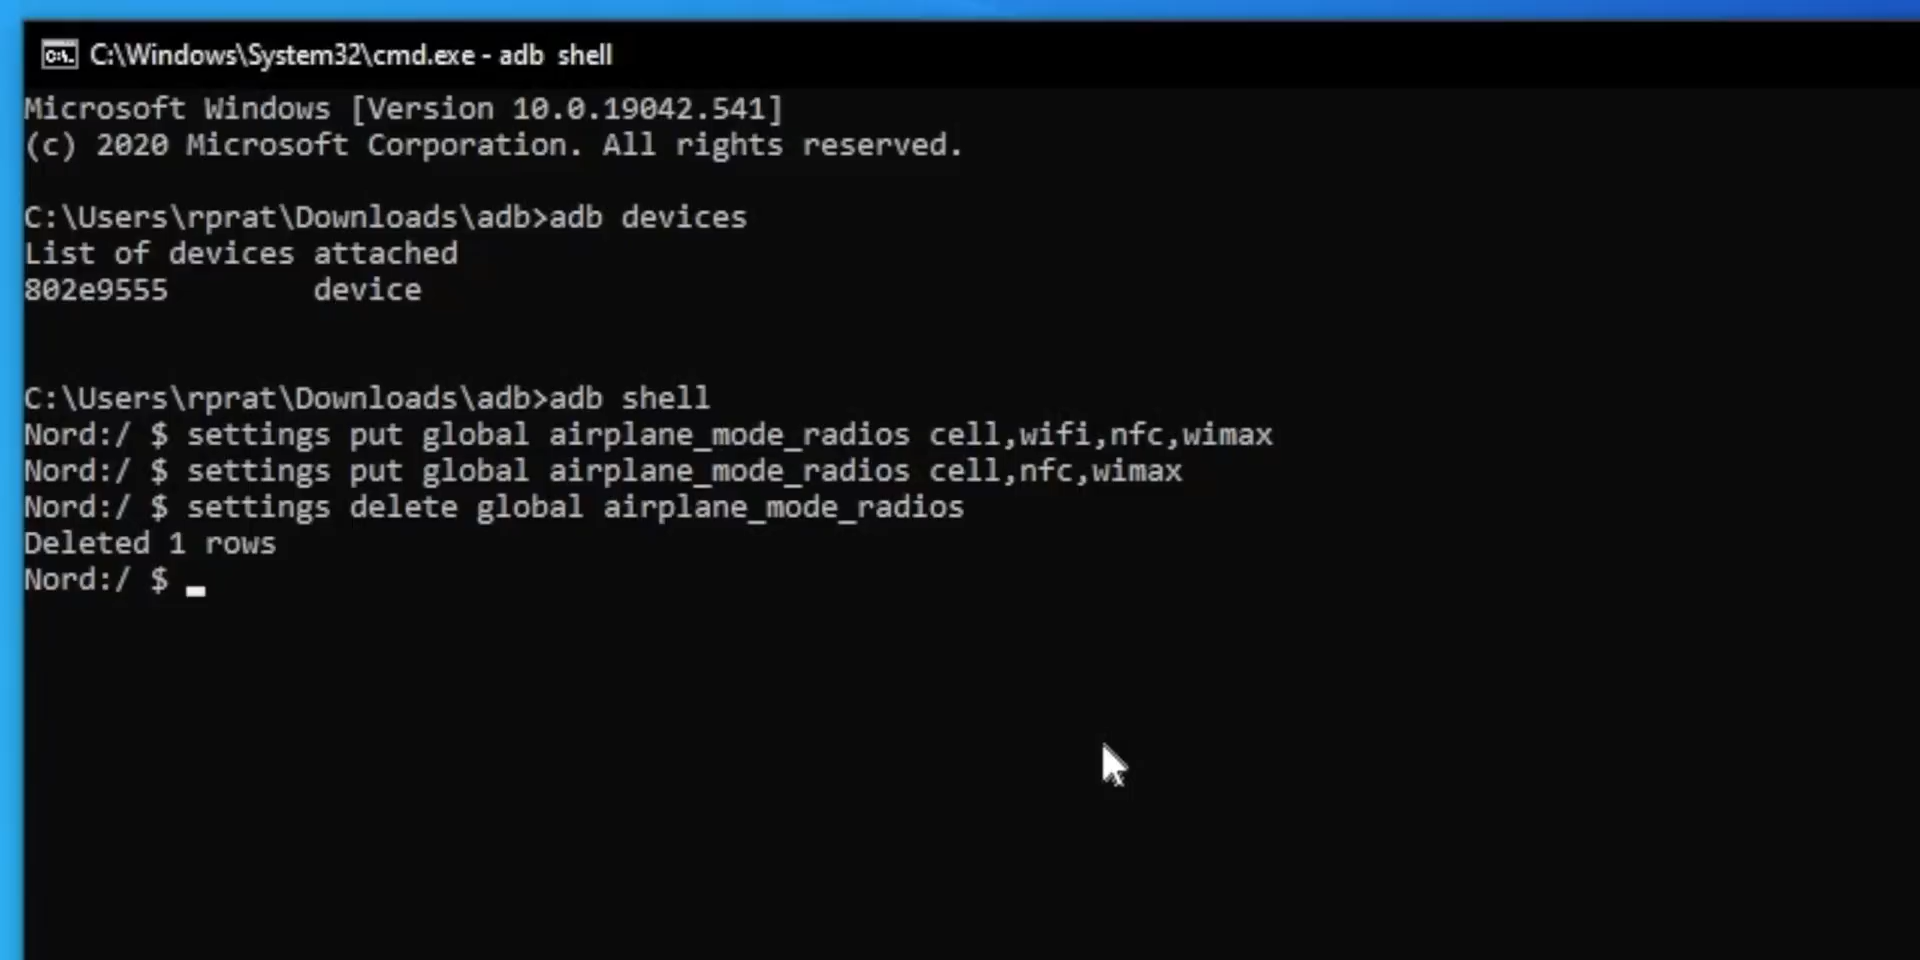 C:\Windows\System32\cmd.exe - adb  shell
Microsoft Windows [Version 10.0.19042.541]
(c) 2020 Microsoft Corporation. All rights reserved.
C:\Users\rprat\Downloads\adb>adb devices
List of devices attached
802e9555        device
C:\Users\rprat\Downloads\adb>adb shell
Nord:/ $ settings put global airplane_mode_radios cell,wifi,nfc,wimax
Nord:/ $ settings put global airplane_mode_radios cell,nfc,wimax
Nord:/ $ settings delete global airplane_mode_radios
Deleted 1 rows
Nord:/ $